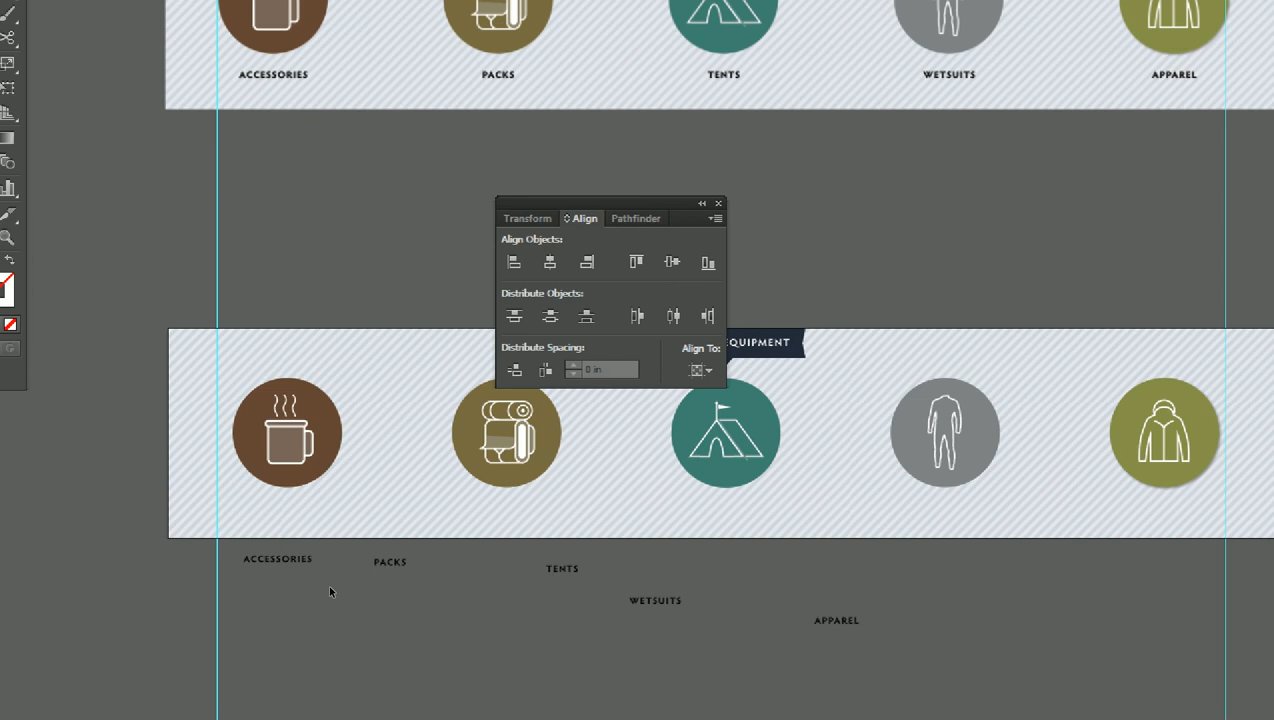 ACCESSORIES
PACKS
TENTS
WETSUITS
APPAREL
Transform
Align
Pathfinder
Align Objects:
Distribute Objects:
Distribute Spacing:
Align To:
0 in
EQUIPMENT
ACCESSORIES
PACKS
TENTS
WETSUITS
APPAREL